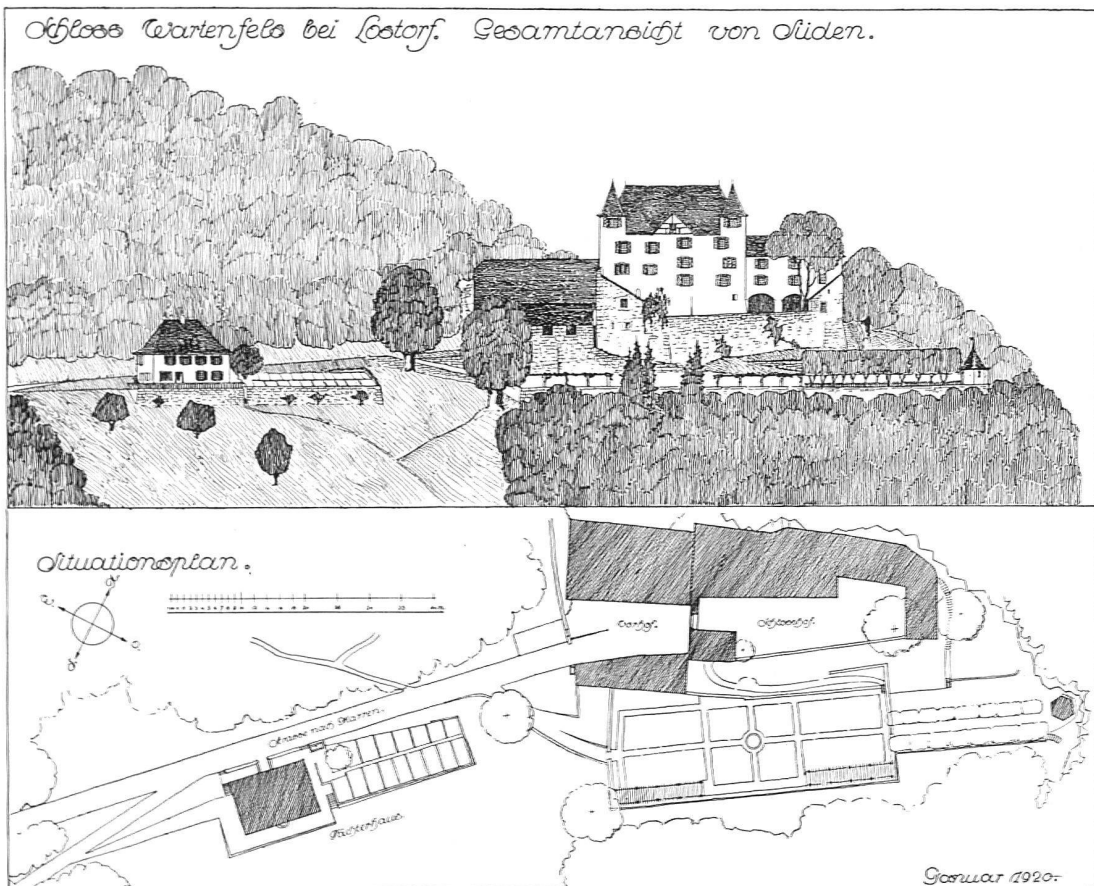 Schloss Wartenfels bei Lostorf. Gesamtansicht von Süden.
Situationsplan.
Vorhof.
Schlosshof.
Pächterhaus.
Januar 1920.